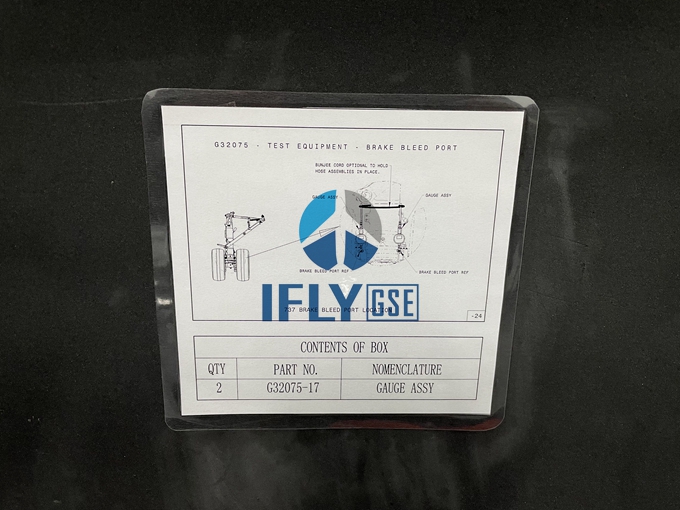 G32075 - TEST EQUIPMENT - BRAKE BLEED PORT
BUNJEE CORD OPTIONAL TO HOLD
HOSE ASSEMBLIES IN PLACE.
GAUGE ASSY
GAUGE ASSY
BRAKE BLEED PORT REF
BRAKE BLEED PORT REF
IFLY GSE
737 BRAKE BLEED PORT LOCATION
-24
CONTENTS OF BOX
QTY PART NO. NOMENCLATURE
2 G32075-17 GAUGE ASSY